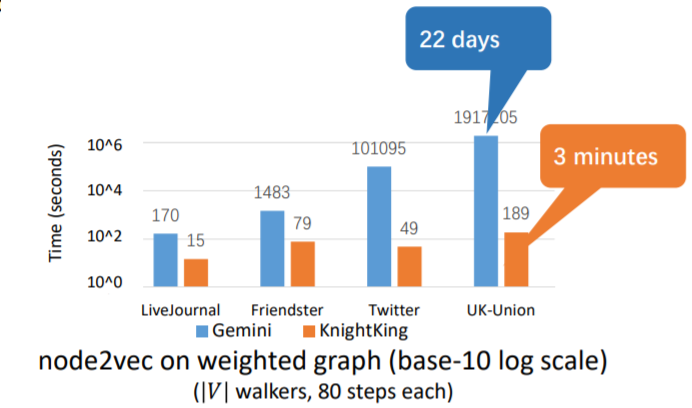 22 days
1917205
10^6
101095
3 minutes
10^4
1483
170
79
189
15
49
10^2
10^0
Time (seconds)
LiveJournal Friendster Twitter UK-Union
Gemini KnightKing
node2vec on weighted graph (base-10 log scale)
(|𝑉| walkers, 80 steps each)